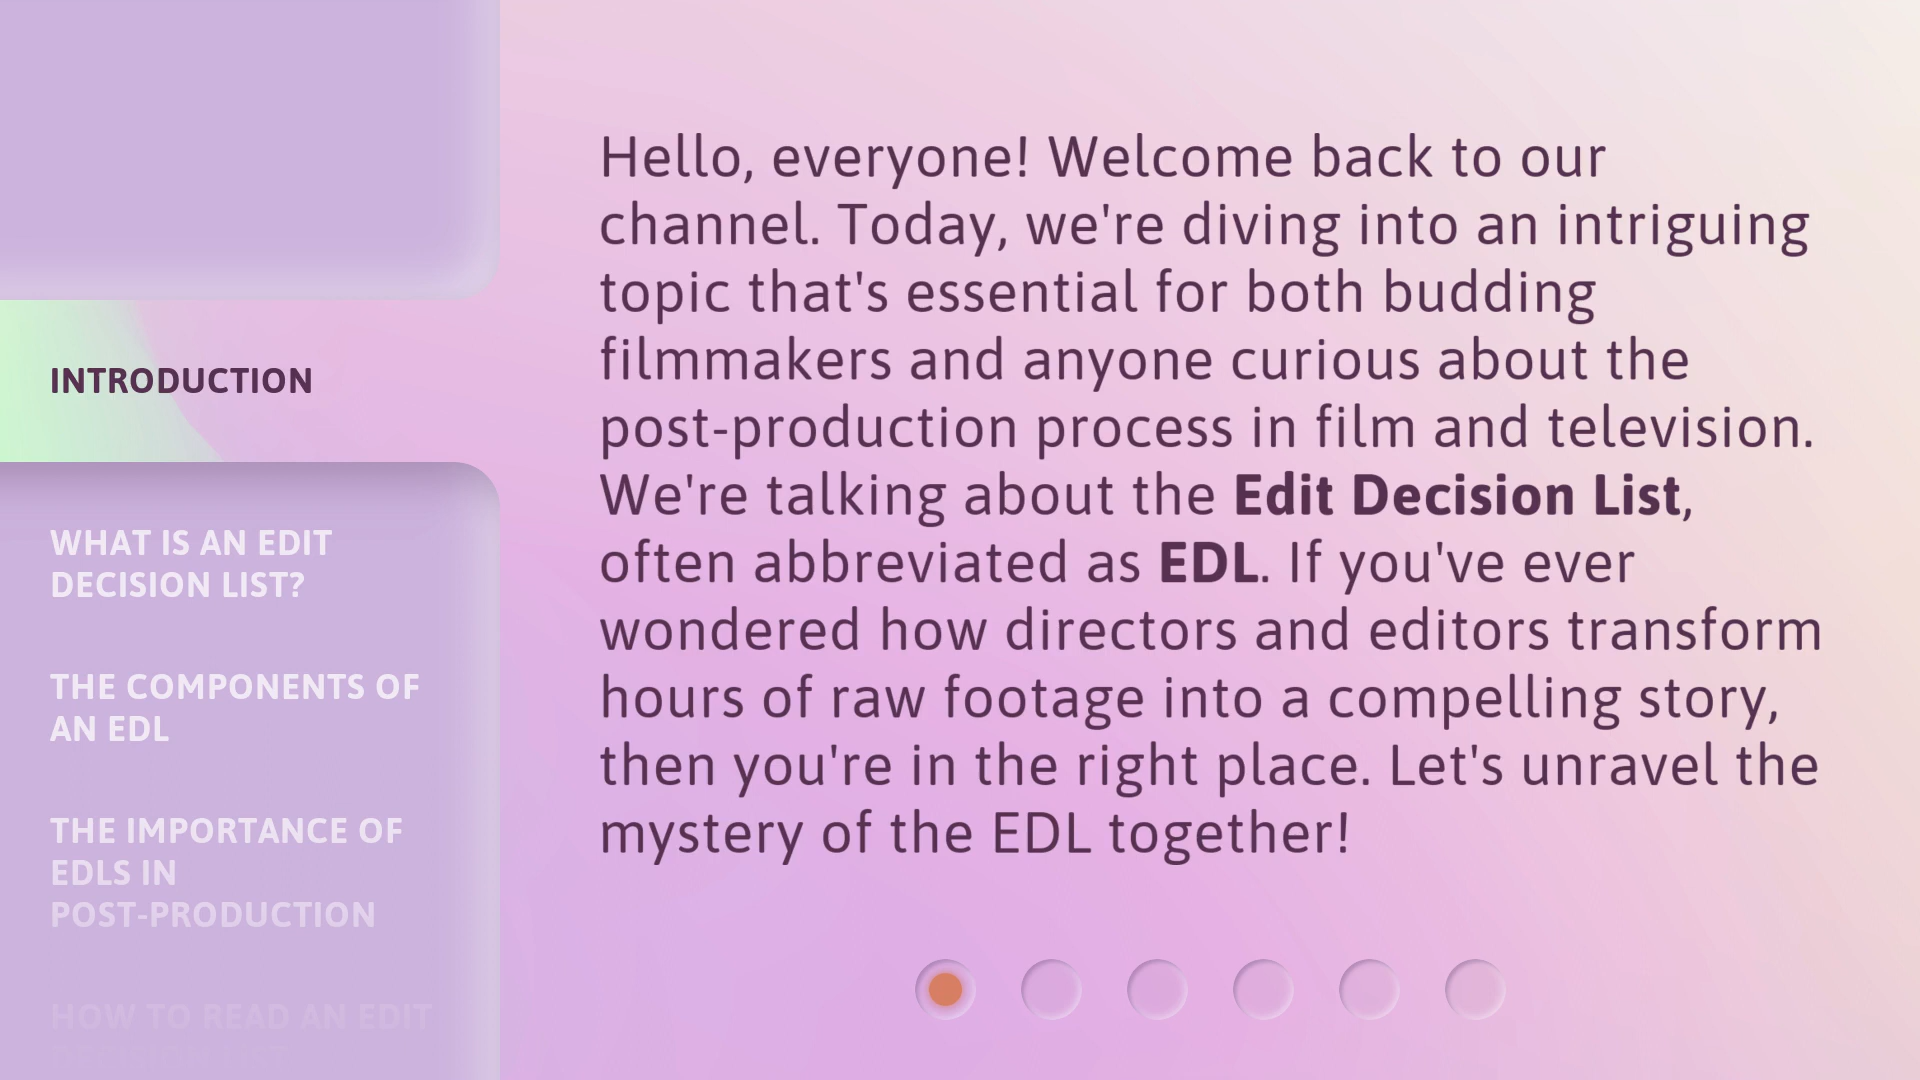 INTRODUCTION
WHAT IS AN EDIT
DECISION LIST?
THE COMPONENTS OF
AN EDL
THE IMPORTANCE OF
EDLS IN
POST-PRODUCTION
HOW TO READ AN EDIT
DECISION LIST
Hello, everyone! Welcome back to our
channel. Today, we're diving into an intriguing
topic that's essential for both budding
filmmakers and anyone curious about the
post-production process in film and television.
We're talking about the Edit Decision List,
often abbreviated as EDL. If you've ever
wondered how directors and editors transform
hours of raw footage into a compelling story,
then you're in the right place. Let's unravel the
mystery of the EDL together!